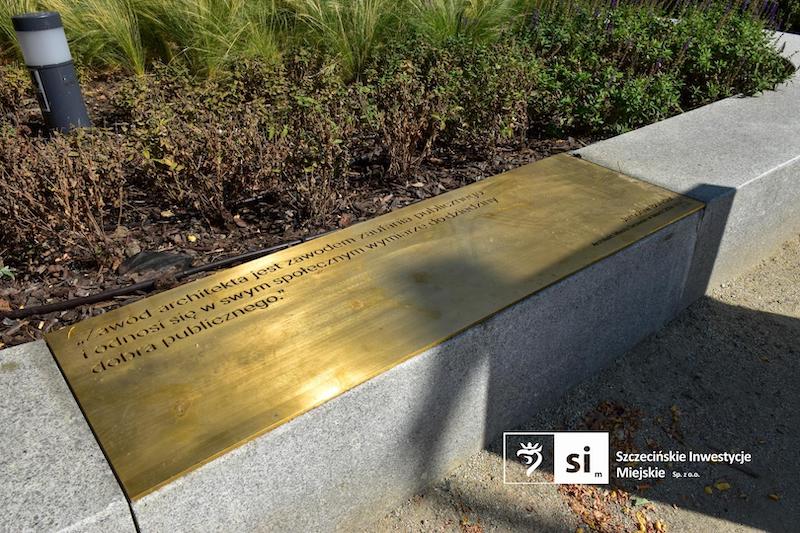 „Zawód architekta jest zawodem zaufania publicznego
i odnosi się w swym społecznym wymiarze do dziedziny
dobra publicznego."
si m
Szczecińskie Inwestycje
Miejskie Sp. z o.o.